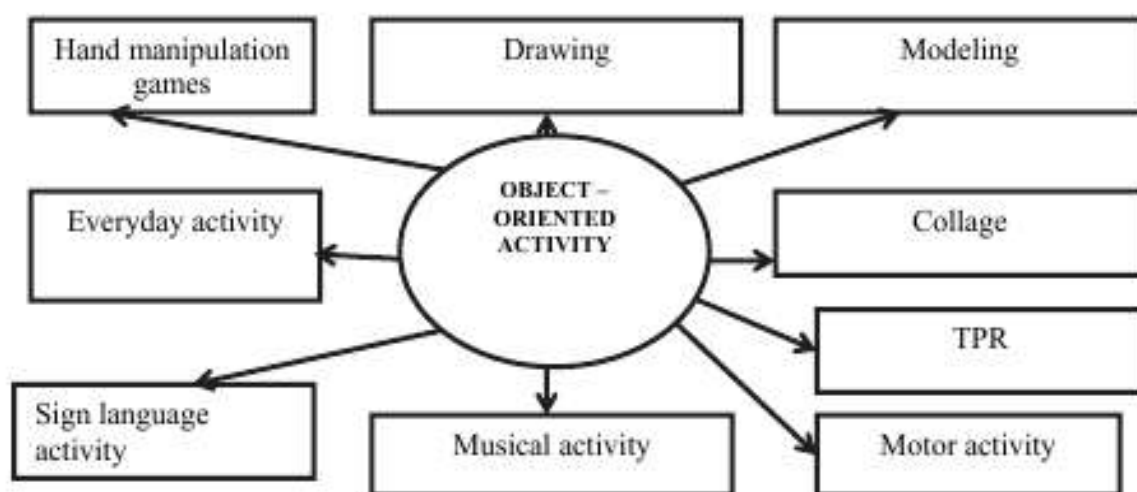 Hand manipulation
games
Drawing
Modeling
OBJECT –
ORIENTED
ACTIVITY
Everyday activity
Collage
TPR
Sign language
activity
Musical activity
Motor activity